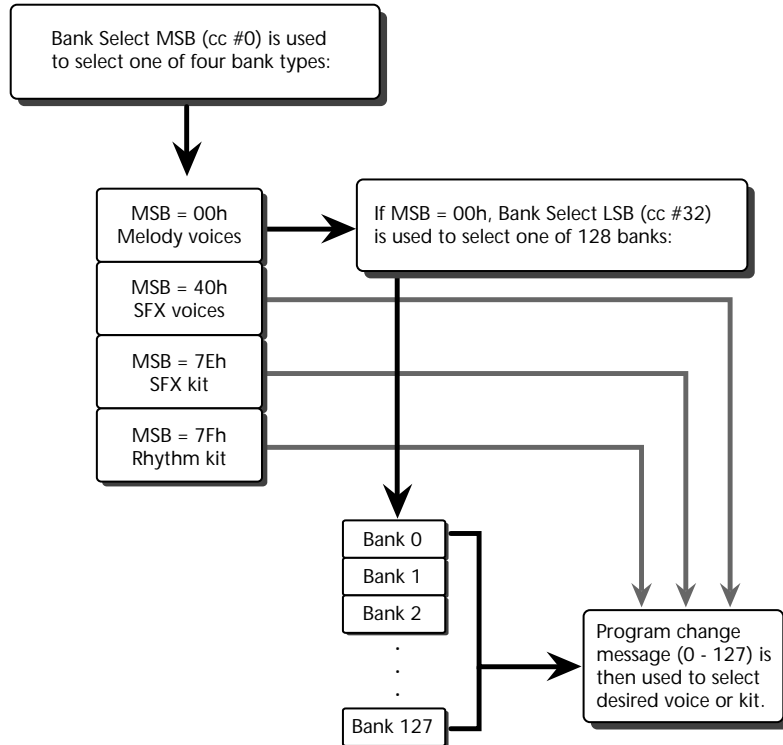 Bank Select MSB (cc #0) is used
to select one of four bank types:
MSB = 00h
Melody voices
If MSB = 00h, Bank Select LSB (cc #32)
is used to select one of 128 banks:
MSB = 40h
SFX voices
MSB = 7Eh
SFX kit
MSB = 7Fh
Rhythm kit
Bank 0
Bank 1
Bank 2
.
.
.
Bank 127
Program change
message (0 - 127) is
then used to select
desired voice or kit.